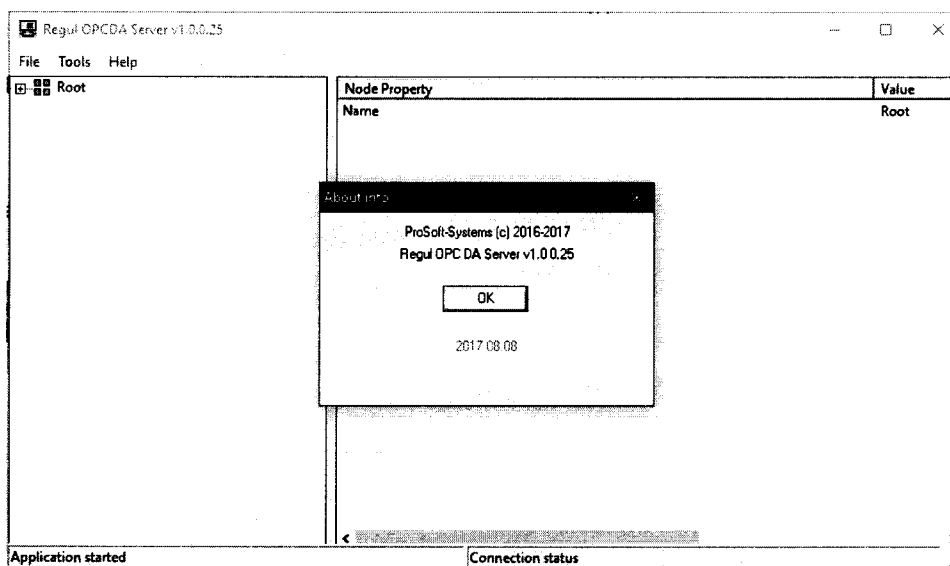 Regul OPCDA Server v1.0.0.25
File Tools Help
Root
Node Property Value
Name Root
About info
ProSoft-Systems (c) 2016-2017
Regul OPC DA Server v1.0.0.25
OK
2017.08.08
Application started Connection status